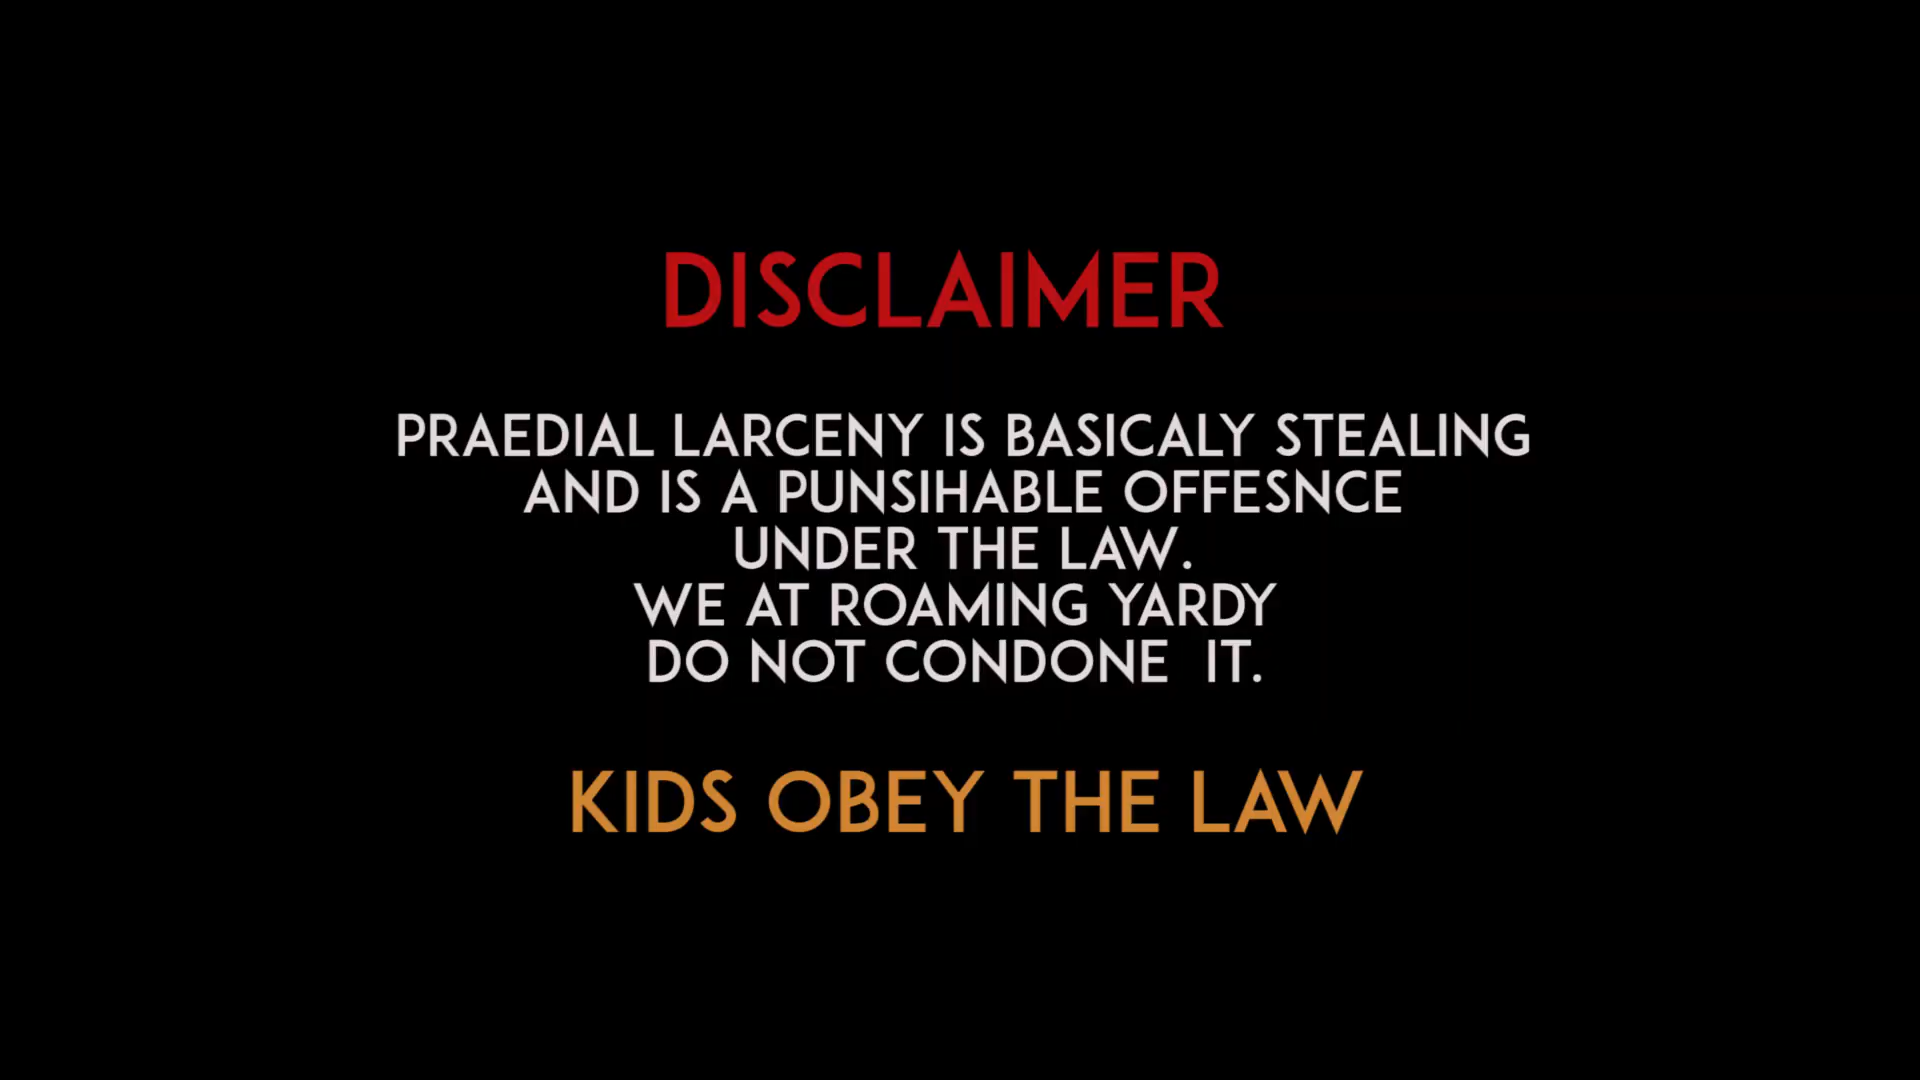 DISCLAIMER
PRAEDIAL LARCENY IS BASICALY STEALING
AND IS A PUNSIHABLE OFFESNCE
UNDER THE LAW.
WE AT ROAMING YARDY
DO NOT CONDONE  IT.
KIDS OBEY THE LAW